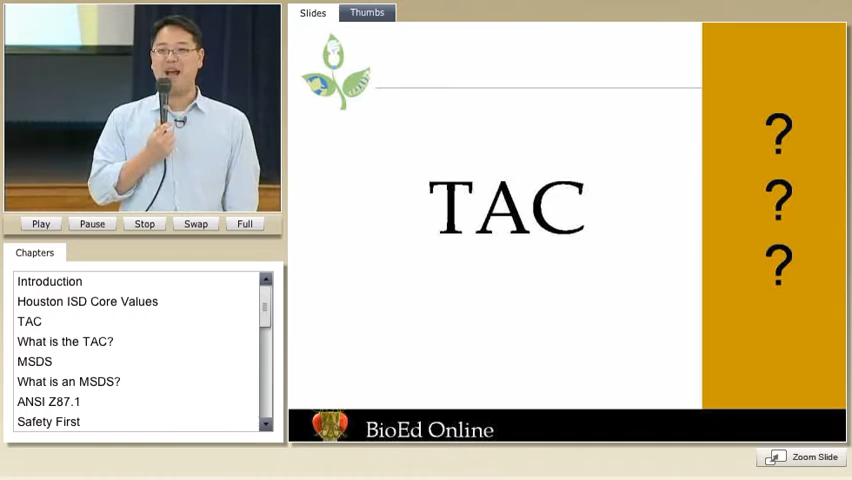 Slides
Thumbs
TAC
?
?
?
Play
Pause
Stop
Swap
Full
Chapters
Introduction
Houston ISD Core Values
TAC
What is the TAC?
MSDS
What is an MSDS?
ANSI Z87.1
Safety First
BioEd Online
Zoom Slide